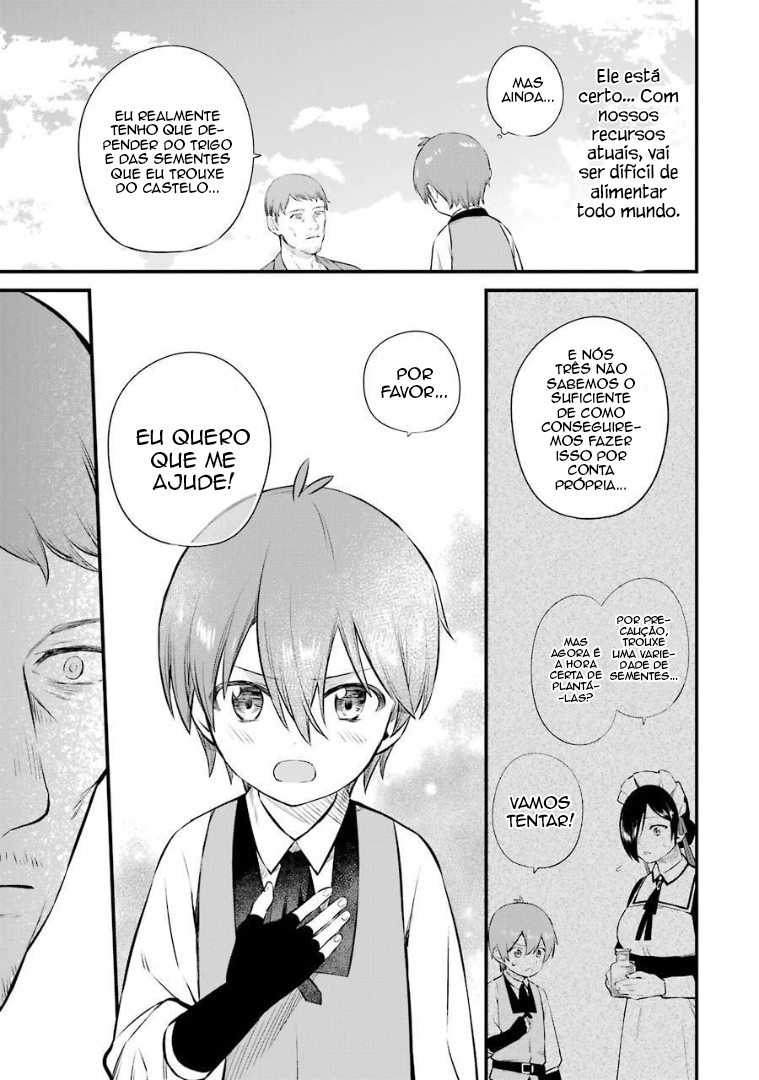 Ele está
certo... Com
nossos
recursos
atuais, vai
ser difícil de
alimentar
todo mundo.
MAS
AINDA...
EU REALMENTE
TENHO QUE DE-
PENDER DO TRIGO
E DAS SEMENTES
QUE EU TROUXE
DO CASTELO...
E NÓS
TRÊS NÃO
SABEMOS O
SUFICIENTE
DE COMO
CONSEGUIRE-
MOS FAZER
ISSO POR
CONTA
PRÓPRIA...
POR PRE-
CAUÇÃO,
TROUXE
UMA VARIE-
DADE DE
SEMENTES...
MAS
AGORA É
A HORA
CERTA DE
PLANTÁ-
-LAS?
VAMOS
TENTAR!
POR
FAVOR...
EU QUERO
QUE ME
AJUDE!